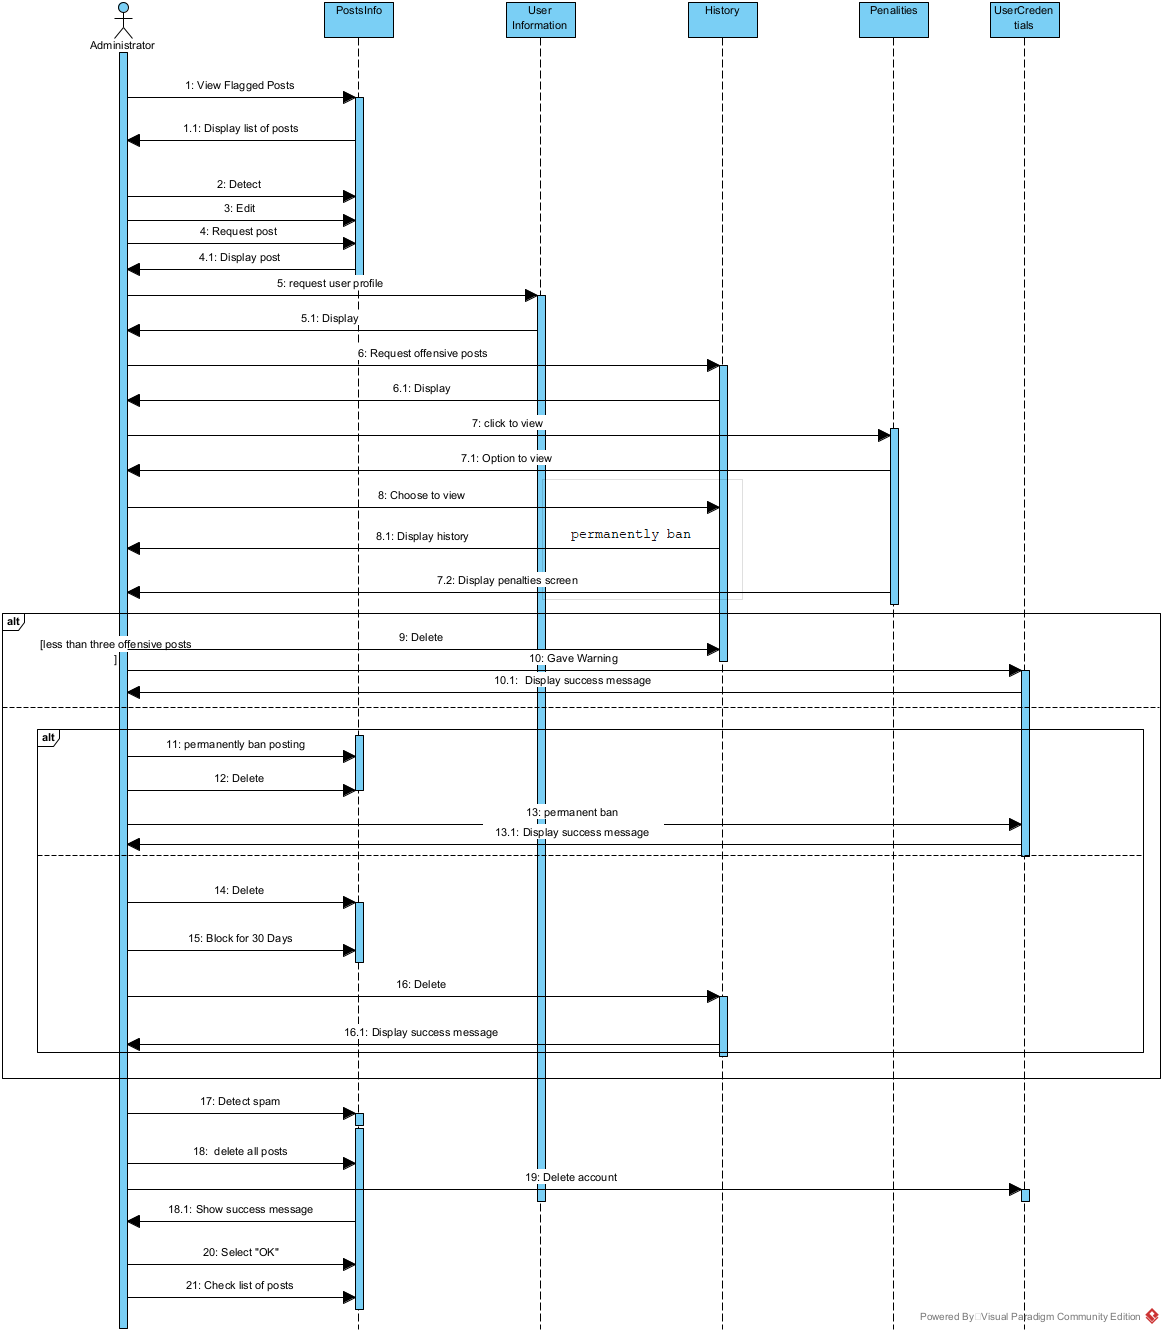 PostsInfo
User
Information
History
Penalities
UserCreden
tials
Administrator
1: View Flagged Posts
1.1: Display list of posts
2: Detect
3: Edit
4: Request post
4.1: Display post
5: request user profile
5.1: Display
6: Request offensive posts
6.1: Display
7: click to view
7.1: Option to view
8: Choose to view
permanently ban
8.1: Display history
7.2: Display penalties screen
alt
[less than three offensive posts
]
9: Delete
10: Gave Warning
10.1: Display success message
alt
11: permanently ban posting
12: Delete
13: permanent ban
13.1: Display success message
14: Delete
15: Block for 30 Days
16: Delete
16.1: Display success message
17: Detect spam
18: delete all posts
19: Delete account
18.1: Show success message
20: Select "OK"
21: Check list of posts
Powered By Visual Paradigm Community Edition